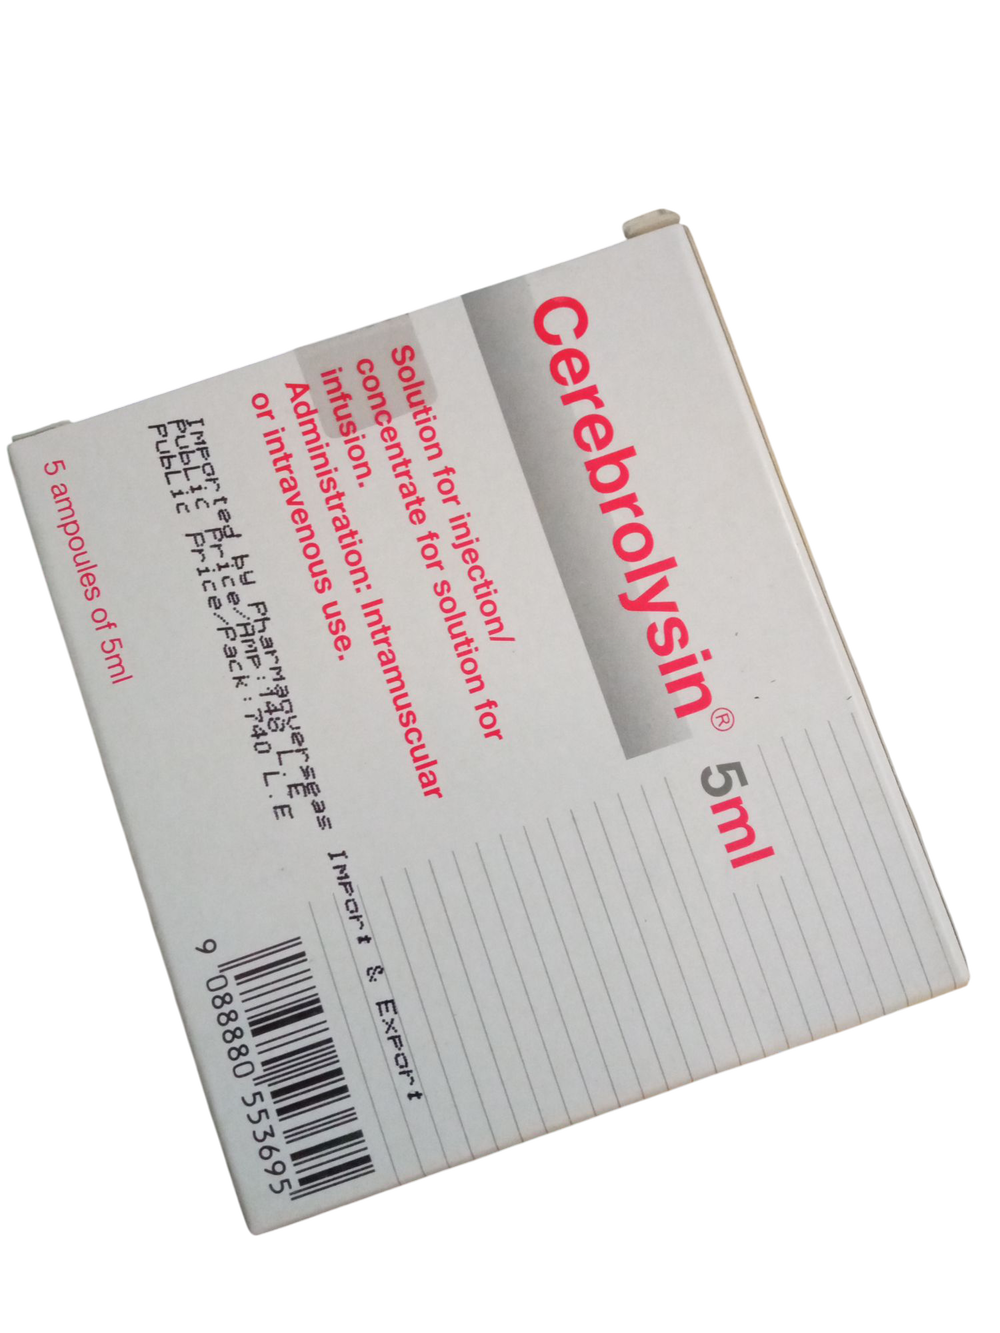 Cerebrolysin® 5ml
Solution for injection/
concentrate for solution for
infusion.
Administration: Intramuscular
or intravenous use.
Imported by Pharmaoverseas Import & Export
Public Price/Amp: 148 L.E
Public Price/Pack: 740 L.E
5 ampoules of 5ml
9 088880 553695